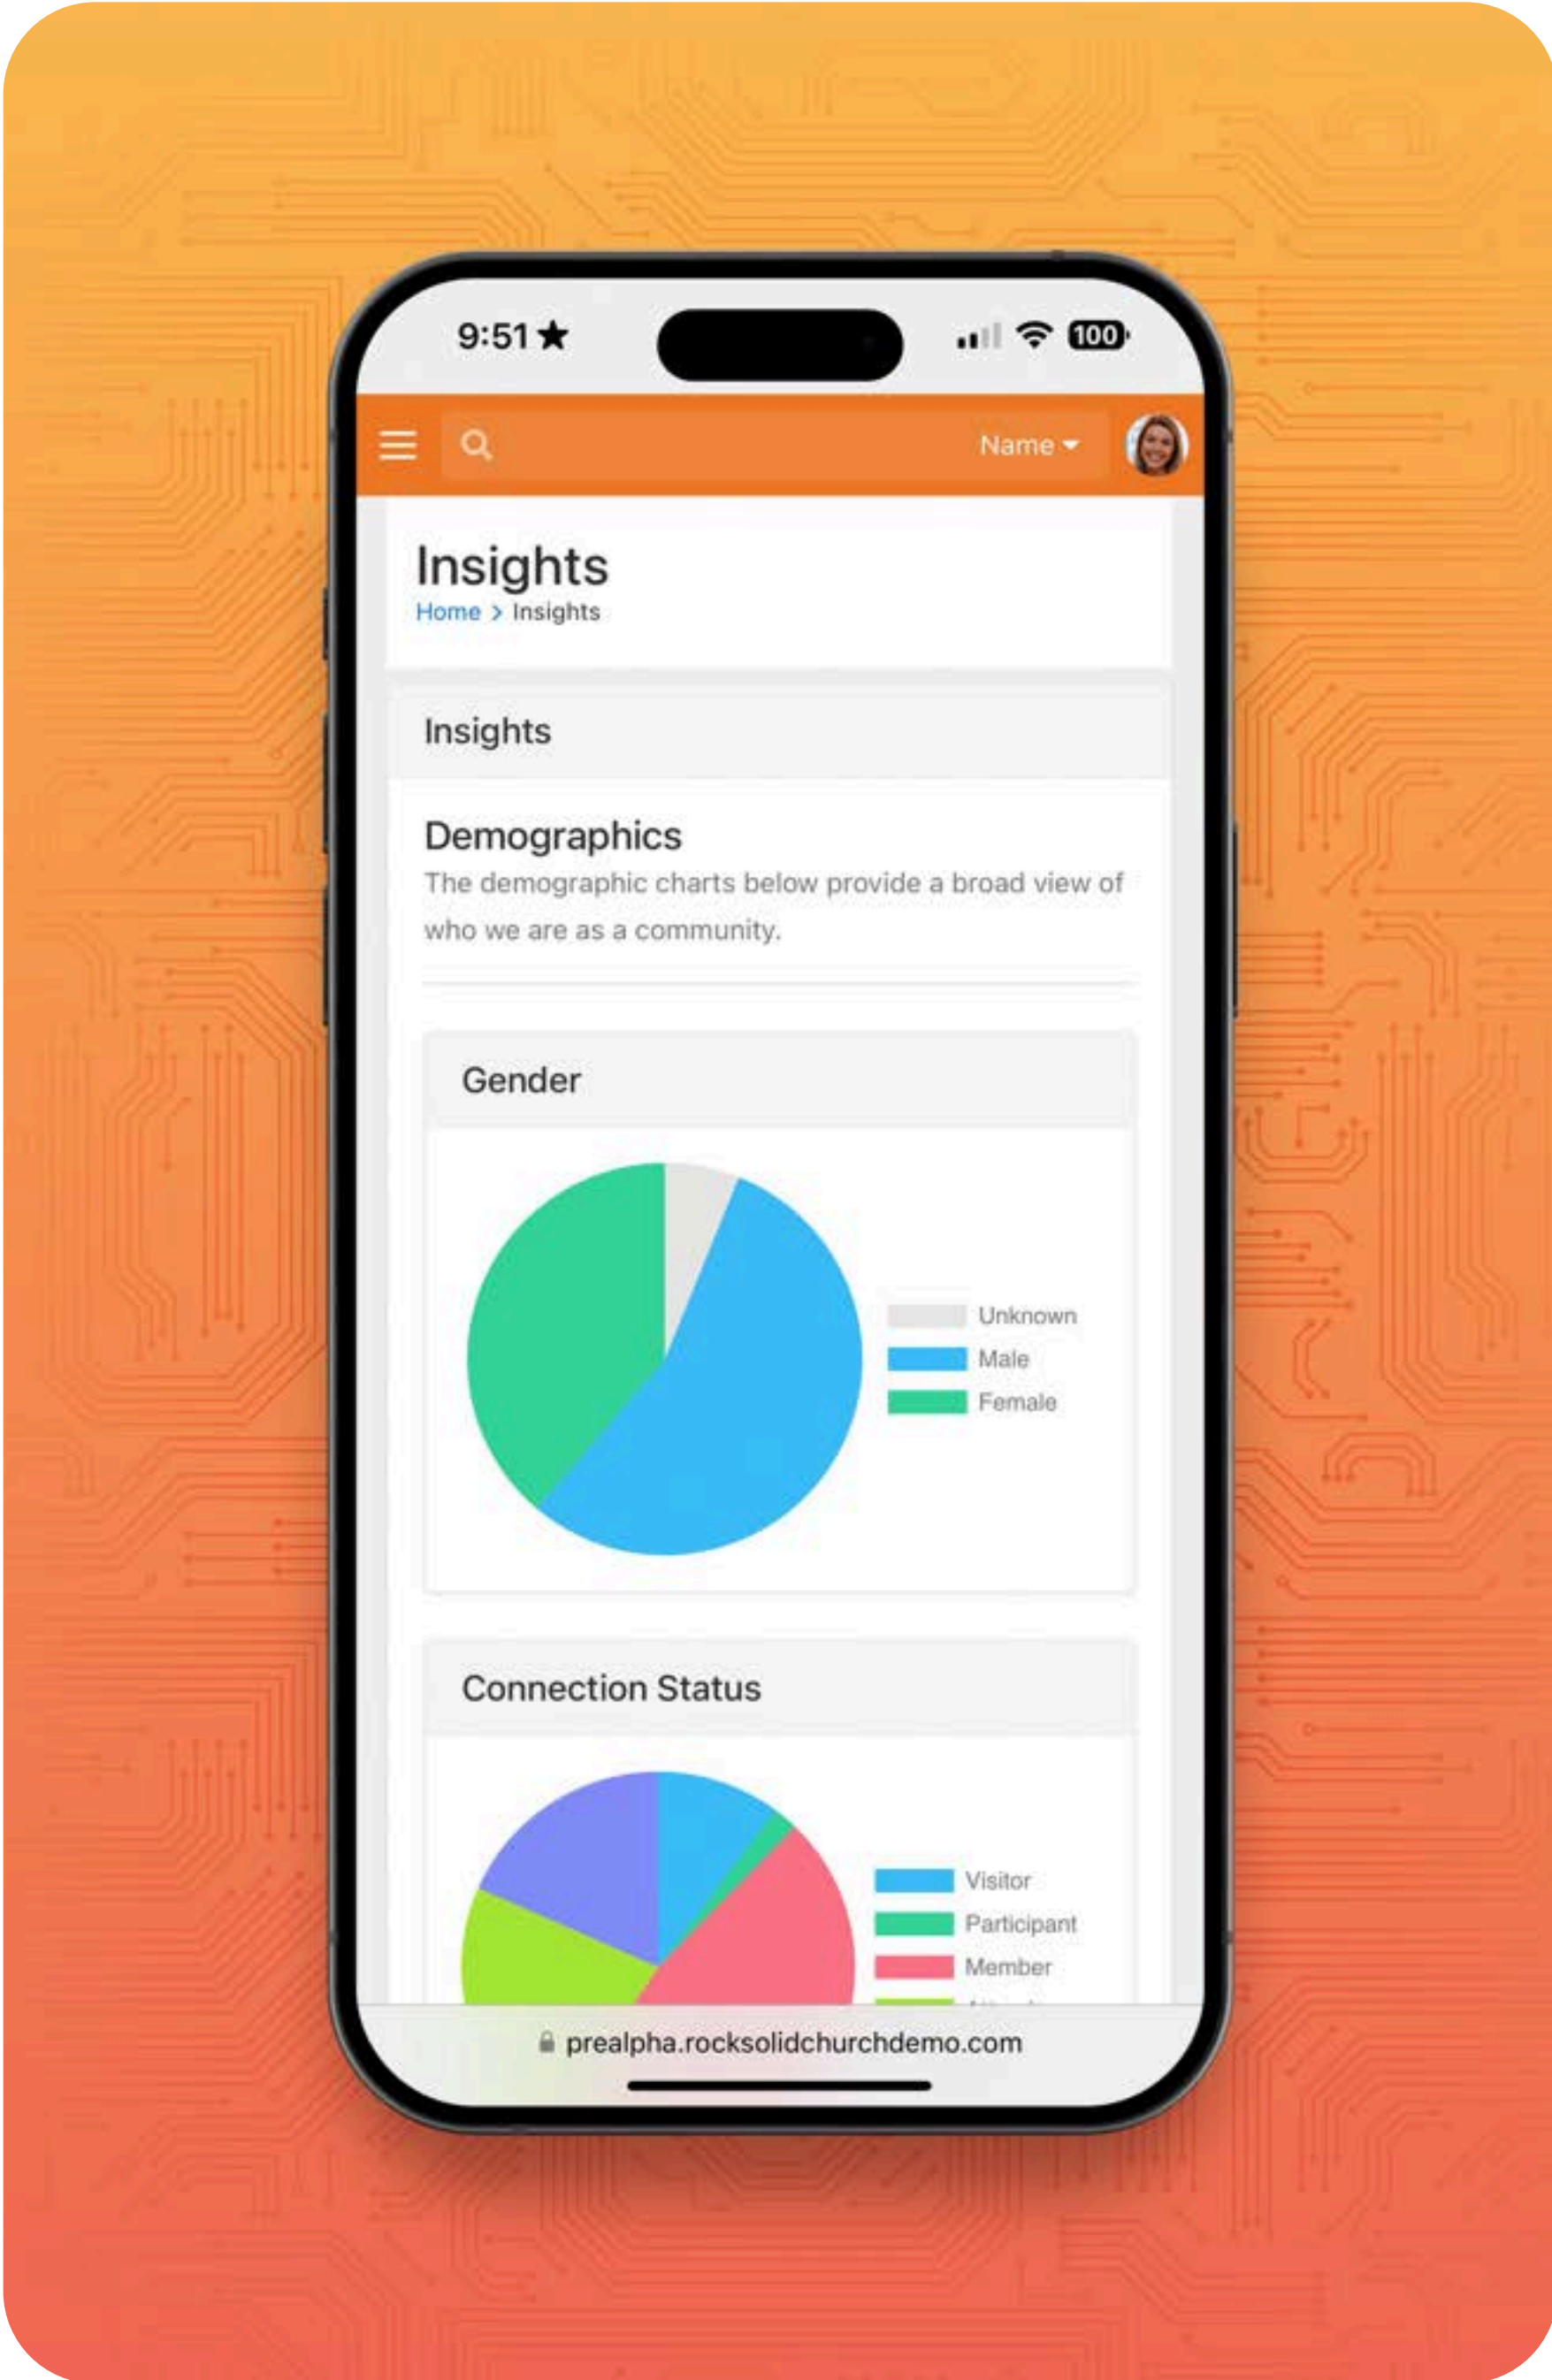 9:51
100
Name
Insights
Home > Insights
Insights
Demographics
The demographic charts below provide a broad view of
who we are as a community.
Gender
Unknown
Male
Female
Connection Status
Visitor
Participant
Member
prealpha.rocksolidchurchdemo.com